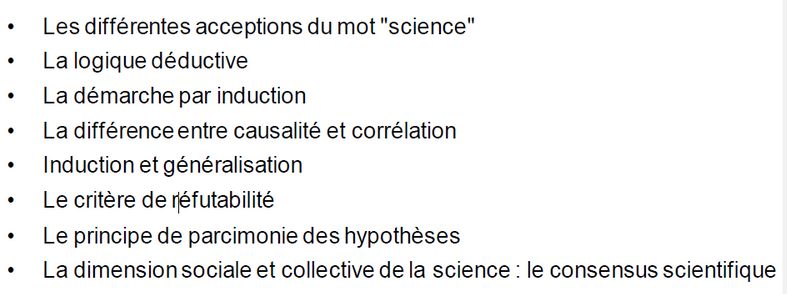 • Les différentes acceptions du mot "science"
• La logique déductive
• La démarche par induction
• La différence entre causalité et corrélation
• Induction et généralisation
• Le critère de réfutabilité
• Le principe de parcimonie des hypothèses
• La dimension sociale et collective de la science : le consensus scientifique